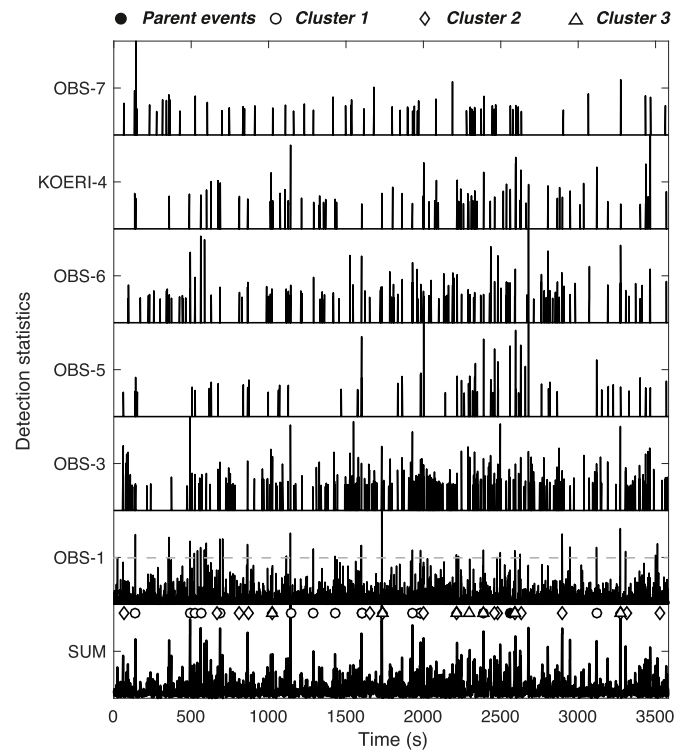 Parent events Cluster 1 Cluster 2 Cluster 3
OBS-7
KOERI-4
OBS-6
OBS-5
OBS-3
OBS-1
SUM
Detection statistics
0 500 1000 1500 2000 2500 3000 3500
Time (s)